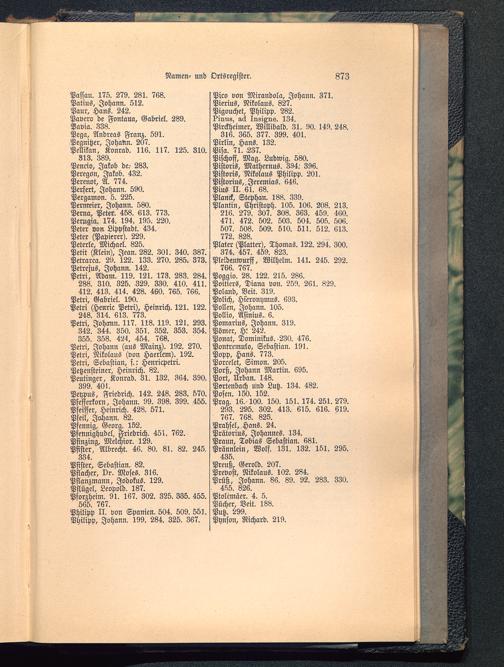 Namen- und Ortsregister. 873
Passau. 175. 279. 281. 768.
Patius, Johann. 512.
Paur, Hans. 242.
Pavero de Fontana, Gabriel. 289.
Pavia. 338.
Pega, Andreas Franz. 591.
Pegnitzer, Johann. 207.
Pellikan, Konrad. 116. 117. 125. 310.
313. 389.
Pencio, Jakob de: 283.
Peregon, Jakob. 432.
Perenot, A. 774.
Perfert, Johann. 590.
Pergamon. 5. 225.
Permeier, Johann. 580.
Perna, Peter. 458. 613. 773.
Perugia. 174. 194. 195. 220.
Peter von Lippstadt. 434.
Peter (Papierer). 229.
Peterle, Michael. 825.
Petit (Klein), Jean. 282. 301. 340. 387.
Petrarca. 29. 122. 133. 270. 285. 373.
Petrejus, Johann. 142.
Petri, Adam. 119. 121. 173. 283. 284.
288. 310. 325. 329. 330. 410. 411.
412. 413. 414. 428. 460. 765. 766.
Petri, Gabriel. 190.
Petri (Henric Petri), Heinrich. 121. 122.
248. 314. 613. 773.
Petri, Johann. 117. 118. 119. 121. 293.
342. 344. 350. 351. 352. 353. 354.
355. 358. 424. 454. 768.
Petri, Johann (aus Mainz). 192. 270.
Petri, Nikolaus (von Haerlem). 192.
Petri, Sebastian, s.: Henricpetri.
Petzensteiner, Heinrich. 82.
Peutinger, Konrad. 31. 132. 364. 390.
399. 401.
Peypus, Friedrich. 142. 248. 283. 570.
Pfefferkorn, Johann. 99. 398. 399. 455.
Pfeiffer, Heinrich. 428. 571.
Pfeil, Johann. 82.
Pfennig, Georg. 152.
Pfennighudel, Friedrich. 451. 762.
Pfinzing, Melchior. 129.
Pfister, Albrecht. 46. 80. 81. 82. 245.
334.
Pfister, Sebastian. 82.
Pflacher, Dr. Moses. 316.
Pflanzmann, Jodokus. 129.
Pflügel, Leopold. 187.
Pforzheim. 91. 167. 302. 325. 335. 455.
565. 767.
Philipp II. von Spanien. 504. 509. 551.
Philipp, Johann. 199. 284. 325. 367.
Pico von Mirandola, Johann. 371.
Pierius, Nikolaus. 827.
Pigouchet, Philipp. 282.
Pinus, ad Insigne. 134.
Pirckheimer, Willibald. 31. 90. 149. 248.
316. 365. 377. 399. 401.
Pirlin, Hans. 132.
Pisa. 71. 237.
Pischoff, Mag. Ludwig. 580.
Pistoris, Mathernus. 394. 396.
Pistoris, Nikolaus Philipp. 201.
Pistorius, Jeremias. 646.
Pius II. 61. 68.
Planck, Stephan. 188. 339.
Plantin, Christoph. 105. 106. 208. 213.
216. 279. 307. 308. 363. 459. 460.
471. 472. 502. 503. 504. 505. 506.
507. 508. 509. 510. 511. 512. 613.
772. 828.
Plater (Platter), Thomas. 122. 294. 300.
374. 457. 459. 823.
Pleidenwurff, Wilhelm. 141. 245. 292.
766. 767.
Poggio. 28. 122. 215. 286.
Poitiers, Diana von. 259. 261. 829.
Poland, Veit. 319.
Polich, Hieronymus. 693.
Pollen, Johann. 105.
Pollio, Asinius. 6.
Pomarius, Johann. 319.
Pömer, H: 242.
Ponat, Dominikus. 230. 476.
Pontremulo, Sebastian. 191.
Popp, Hans. 773.
Porcelet, Simon. 205.
Porß, Johann Martin. 695.
Port, Urban. 148.
Portenbach und Lutz. 134. 482.
Posen. 150. 152.
Prag. 16. 100. 150. 151. 174. 251. 279.
293. 295. 302. 413. 615. 616. 619.
767. 768. 825.
Prahsel, Hans. 24.
Prätorius, Johannes. 134.
Praun, Tobias Sebastian. 681.
Präunlein, Wolf. 131. 132. 151. 295.
435.
Preuß, Gerold. 207.
Prevost, Nikolaus. 102. 284.
Prüß, Johann. 86. 89. 92. 283. 330.
455. 826.
Ptolemäer. 4. 5.
Pücher, Veit. 188.
Putz. 299.
Pynson, Richard. 219.